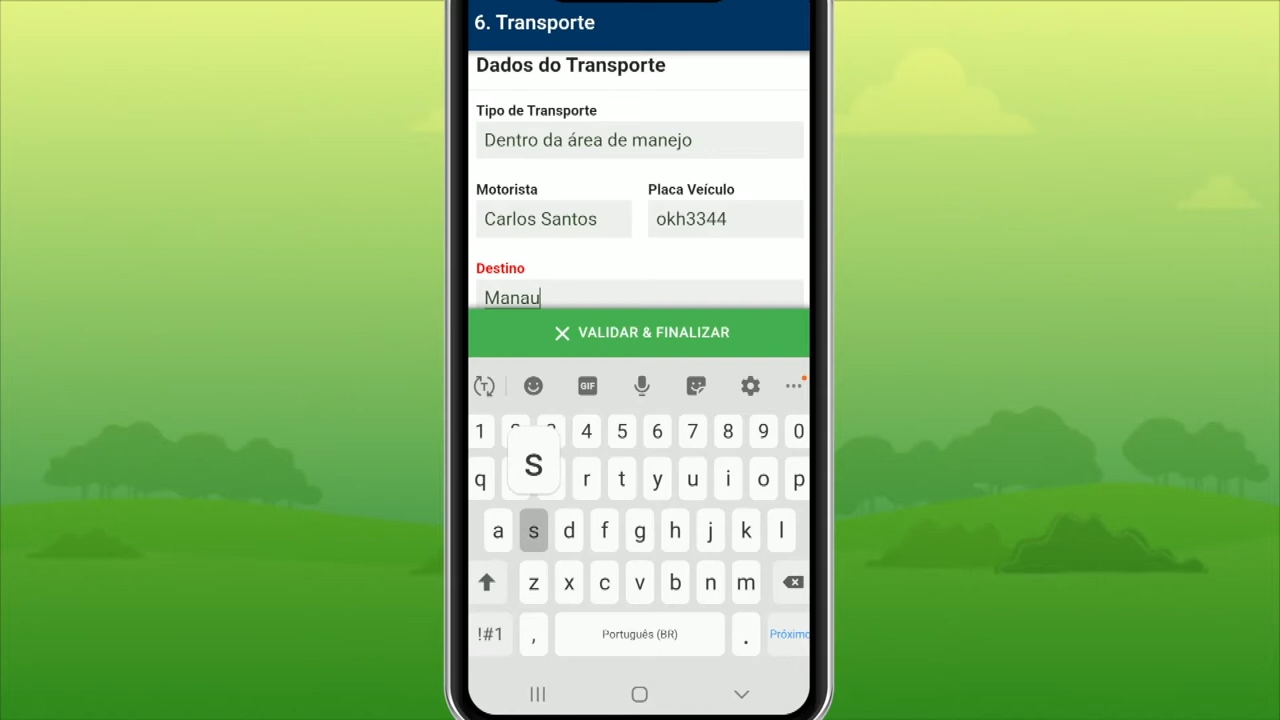 6. Transporte
Dados do Transporte
Tipo de Transporte
Dentro da área de manejo
Motorista Placa Veículo
Carlos Santos okh3344
Destino
Manau
VALIDAR & FINALIZAR
T GIF
1 4 5 6 7 8 9 0
s
q r t y u i o p
a s d f g h j k l
z x c v b n m
!#1 , Português (BR) . Próximo